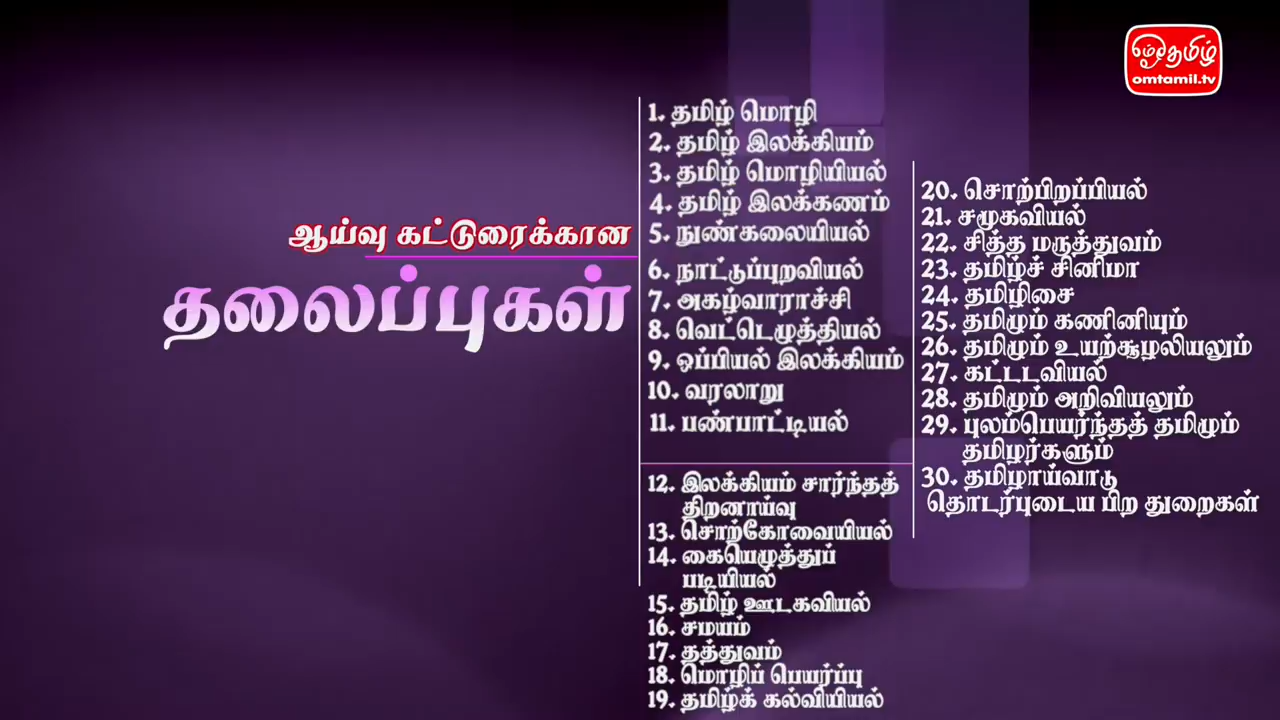 ஓம்தமிழ்
omtamil.tv
ஆய்வு கட்டுரைக்கான
தலைப்புகள்
1. தமிழ் மொழி
2. தமிழ் இலக்கியம்
3. தமிழ் மொழியியல்
4. தமிழ் இலக்கணம்
5. நுண்கலையியல்
6. நாட்டுப்புறவியல்
7. அகழ்வாராச்சி
8. வெட்டெழுத்தியல்
9. ஒப்பியல் இலக்கியம்
10. வரலாறு
11. பண்பாட்டியல்
12. இலக்கியம் சார்ந்தத்
திறனாய்வு
13. சொற்கோவையியல்
14. கையெழுத்துப்
படியியல்
15. தமிழ் ஊடகவியல்
16. சமயம்
17. தத்துவம்
18. மொழிப் பெயர்ப்பு
19. தமிழ்க் கல்வியியல்
20. சொற்பிறப்பியல்
21. சமூகவியல்
22. சித்த மருத்துவம்
23. தமிழ்ச் சினிமா
24. தமிழிசை
25. தமிழும் கணினியும்
26. தமிழும் உயற்சூழலியலும்
27. கட்டடவியல்
28. தமிழும் அறிவியலும்
29. புலம்பெயர்ந்தத் தமிழும்
தமிழர்களும்
30. தமிழாய்வாடு
தொடர்புடைய பிற துறைகள்